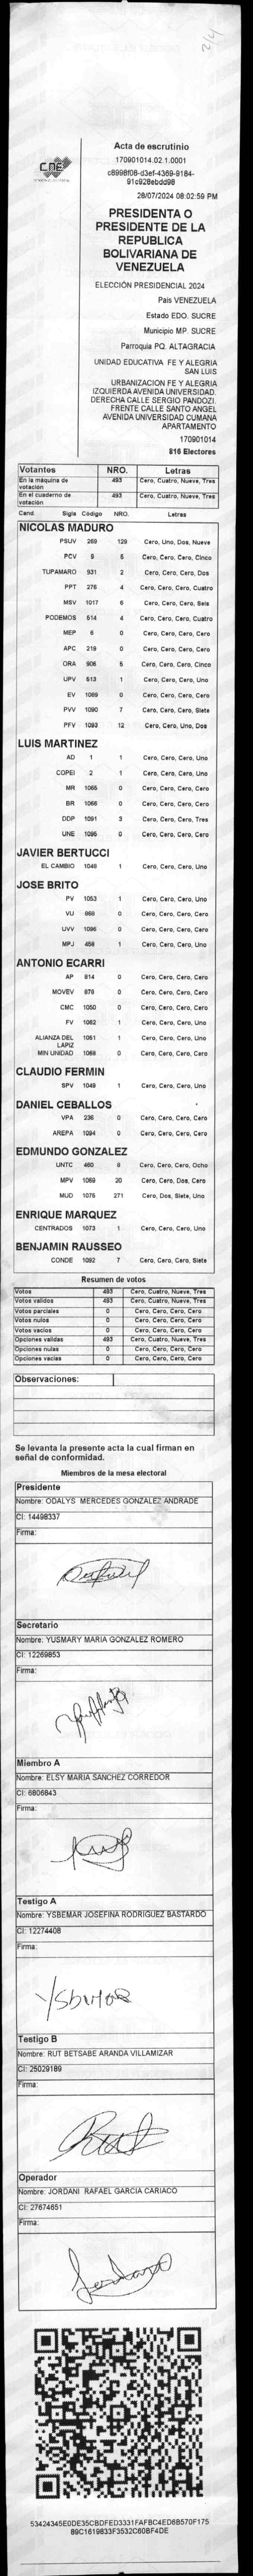 2/4
CNE
Acta de escrutinio
170901014.02.1.0001
c8998f08-d3ef-4369-9184-
91c928ebdd98
28/07/2024 08:02:59 PM
PRESIDENTA O
PRESIDENTE DE LA
REPUBLICA
BOLIVARIANA DE
VENEZUELA
ELECCIÓN PRESIDENCIAL 2024
País VENEZUELA
Estado EDO. SUCRE
Municipio MP. SUCRE
Parroquia PQ. ALTAGRACIA
UNIDAD EDUCATIVA FE Y ALEGRIA
SAN LUIS
URBANIZACION FE Y ALEGRIA
IZQUIERDA AVENIDA UNIVERSIDAD.
DERECHA CALLE SERGIO PANDOZI.
FRENTE CALLE SANTO ANGEL
AVENIDA UNIVERSIDAD CUMANA
APARTAMENTO
170901014
816 Electores
Votantes NRO. Letras
En la máquina de votación 493 Cero, Cuatro, Nueve, Tres
En el cuaderno de votación 493 Cero, Cuatro, Nueve, Tres
Cand. Sigla Código NRO. Letras
NICOLAS MADURO
PSUV 269 129 Cero, Uno, Dos, Nueve
PCV 9 5 Cero, Cero, Cero, Cinco
TUPAMARO 931 2 Cero, Cero, Cero, Dos
PPT 276 4 Cero, Cero, Cero, Cuatro
MSV 1017 6 Cero, Cero, Cero, Seis
PODEMOS 514 4 Cero, Cero, Cero, Cuatro
MEP 6 0 Cero, Cero, Cero, Cero
APC 219 0 Cero, Cero, Cero, Cero
ORA 906 5 Cero, Cero, Cero, Cinco
UPV 513 1 Cero, Cero, Cero, Uno
EV 1089 0 Cero, Cero, Cero, Cero
PVV 1090 7 Cero, Cero, Cero, Siete
PFV 1093 12 Cero, Cero, Uno, Dos
LUIS MARTINEZ
AD 1 1 Cero, Cero, Cero, Uno
COPEI 2 1 Cero, Cero, Cero, Uno
MR 1065 0 Cero, Cero, Cero, Cero
BR 1066 0 Cero, Cero, Cero, Cero
DDP 1091 3 Cero, Cero, Cero, Tres
UNE 1095 0 Cero, Cero, Cero, Cero
JAVIER BERTUCCI
EL CAMBIO 1048 1 Cero, Cero, Cero, Uno
JOSE BRITO
PV 1053 1 Cero, Cero, Cero, Uno
VU 868 0 Cero, Cero, Cero, Cero
UVV 1096 0 Cero, Cero, Cero, Cero
MPJ 458 1 Cero, Cero, Cero, Uno
ANTONIO ECARRI
AP 914 0 Cero, Cero, Cero, Cero
MOVEV 878 0 Cero, Cero, Cero, Cero
CMC 1050 0 Cero, Cero, Cero, Cero
FV 1062 1 Cero, Cero, Cero, Uno
ALIANZA DEL LAPIZ 1051 1 Cero, Cero, Cero, Uno
MIN UNIDAD 1068 0 Cero, Cero, Cero, Cero
CLAUDIO FERMIN
SPV 1049 1 Cero, Cero, Cero, Uno
DANIEL CEBALLOS
VPA 236 0 Cero, Cero, Cero, Cero
AREPA 1094 0 Cero, Cero, Cero, Cero
EDMUNDO GONZALEZ
UNTC 460 8 Cero, Cero, Cero, Ocho
MPV 1069 20 Cero, Cero, Dos, Cero
MUD 1075 271 Cero, Dos, Siete, Uno
ENRIQUE MARQUEZ
CENTRADOS 1073 1 Cero, Cero, Cero, Uno
BENJAMIN RAUSSEO
CONDE 1092 7 Cero, Cero, Cero, Siete
Resumen de votos
Votos 493 Cero, Cuatro, Nueve, Tres
Votos validos 493 Cero, Cuatro, Nueve, Tres
Votos parciales 0 Cero, Cero, Cero, Cero
Votos nulos 0 Cero, Cero, Cero, Cero
Votos vacios 0 Cero, Cero, Cero, Cero
Opciones validas 493 Cero, Cuatro, Nueve, Tres
Opciones nulas 0 Cero, Cero, Cero, Cero
Opciones vacias 0 Cero, Cero, Cero, Cero
Observaciones:
Se levanta la presente acta la cual firman en
señal de conformidad.
Miembros de la mesa electoral
Presidente
Nombre: ODALYS MERCEDES GONZALEZ ANDRADE
CI: 14498337
Firma:
Secretario
Nombre: YUSMARY MARIA GONZALEZ ROMERO
CI: 12269853
Firma:
Miembro A
Nombre: ELSY MARIA SANCHEZ CORREDOR
CI: 6806843
Firma:
Testigo A
Nombre: YSBEMAR JOSEFINA RODRIGUEZ BASTARDO
CI: 12274408
Firma:
Testigo B
Nombre: RUT BETSABE ARANDA VILLAMIZAR
CI: 25029189
Firma:
Operador
Nombre: JORDANI RAFAEL GARCIA CARIACO
CI: 27674651
Firma:
53424345E0DE35CBDFED3331FAFBC4ED6B570F175
89C1619833F3532C60BF4DE